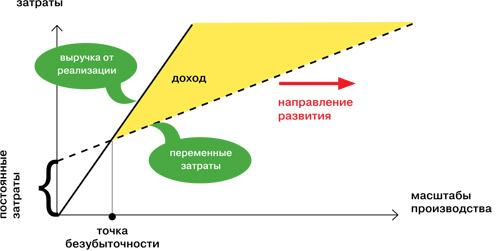 затраты
выручка от
реализации
доход
направление
развития
переменные
затраты
постоянные
затраты
масштабы
производства
точка
безубыточности